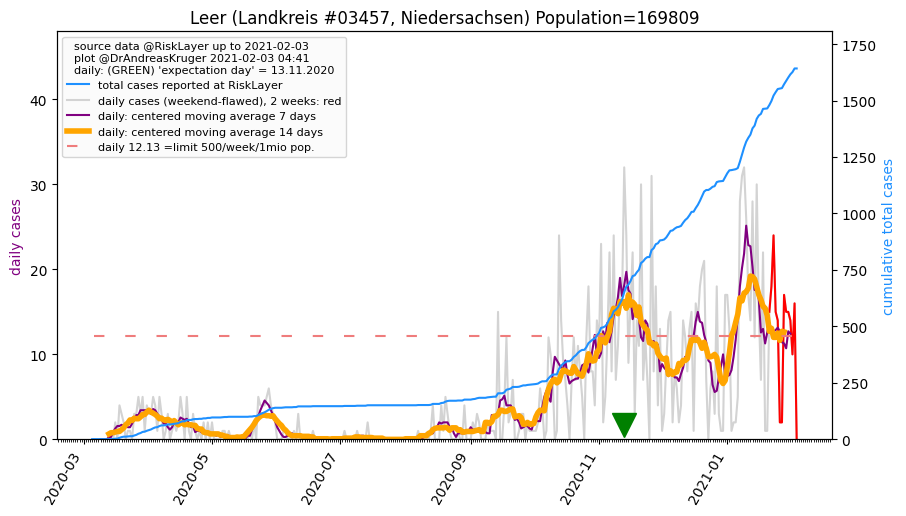 Leer (Landkreis #03457, Niedersachsen) Population=169809
source data @RiskLayer up to 2021-02-03
plot @DrAndreasKruger 2021-02-03 04:41
daily: (GREEN) 'expectation day' = 13.11.2020
total cases reported at RiskLayer
daily cases (weekend-flawed), 2 weeks: red
daily: centered moving average 7 days
daily: centered moving average 14 days
daily 12.13 =limit 500/week/1mio pop.
daily cases
40
30
20
10
0
cumulative total cases
1750
1500
1250
1000
750
500
250
0
2020-03
2020-05
2020-07
2020-09
2020-11
2021-01